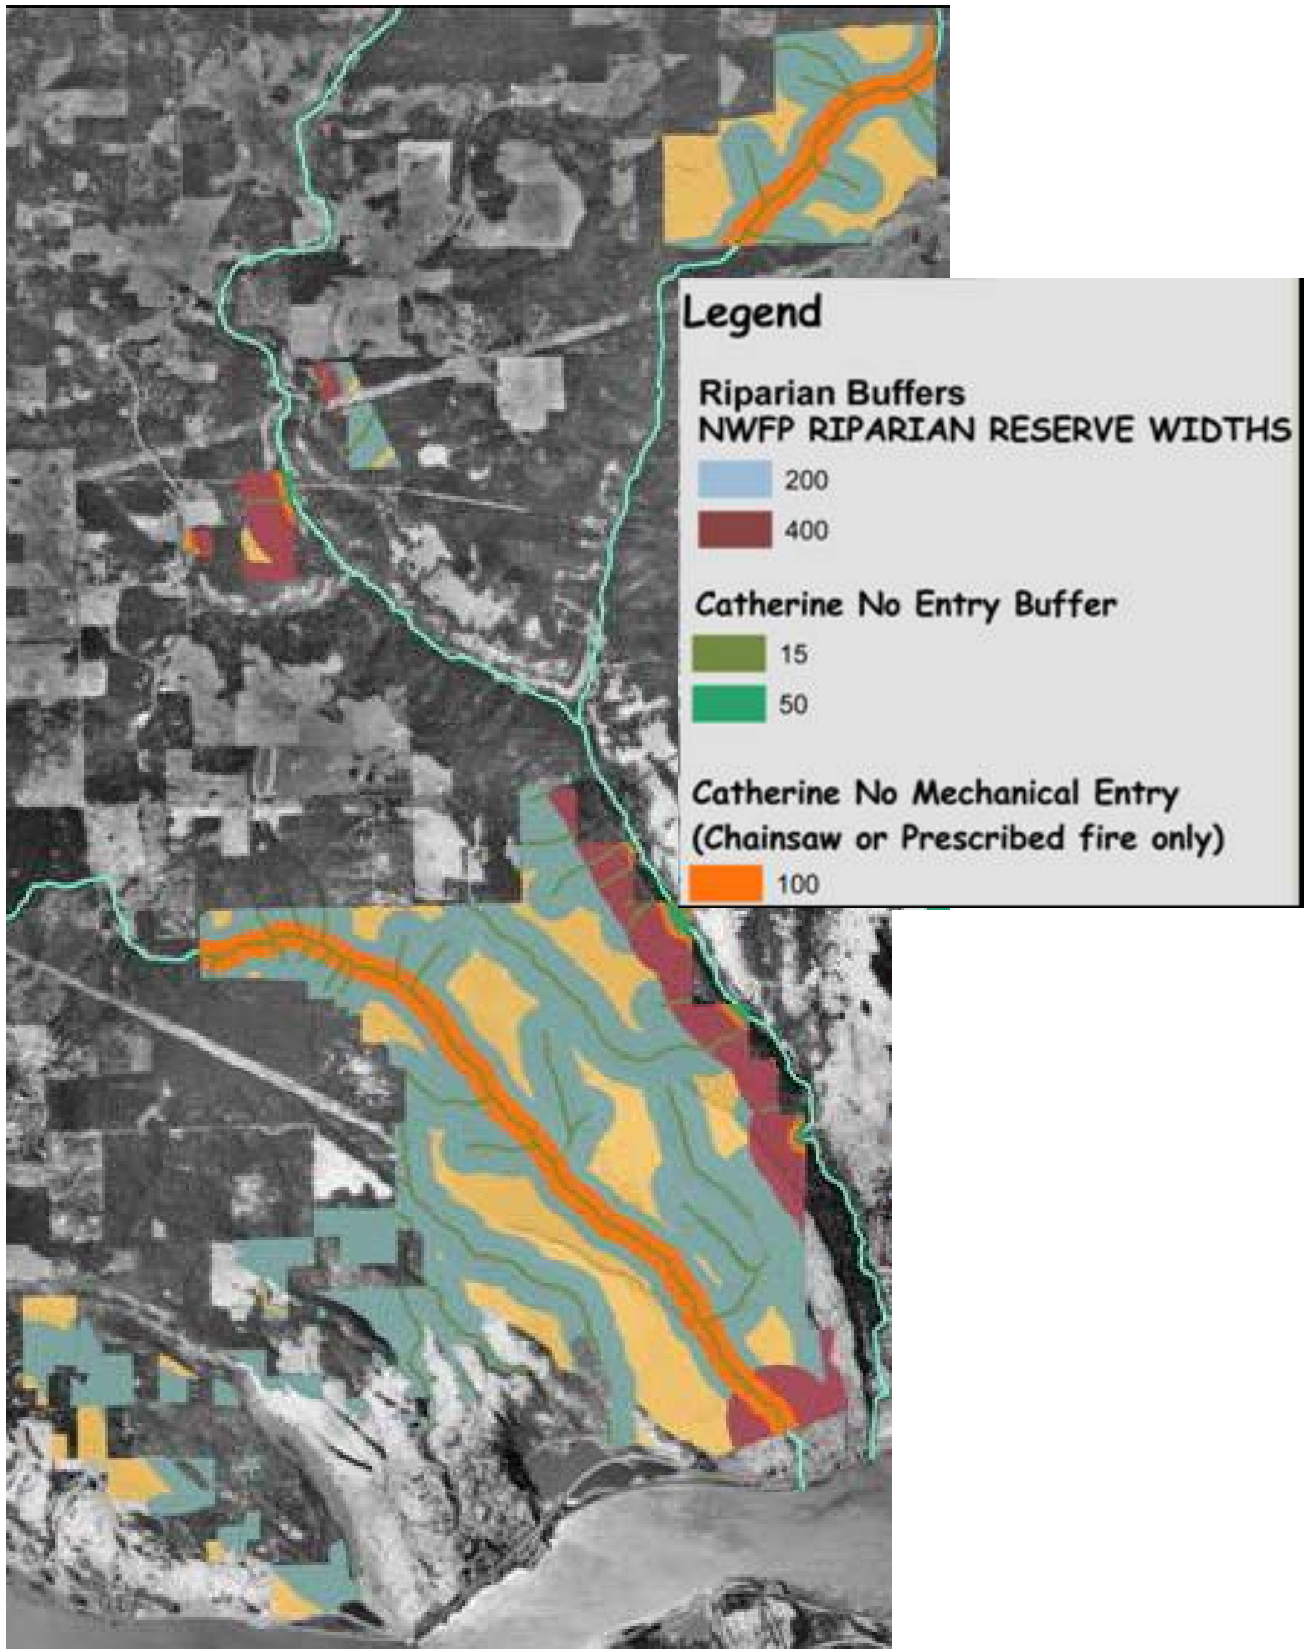 Legend
Riparian Buffers
NWFP RIPARIAN RESERVE WIDTHS
200
400
Catherine No Entry Buffer
15
50
Catherine No Mechanical Entry
(Chainsaw or Prescribed fire only)
100